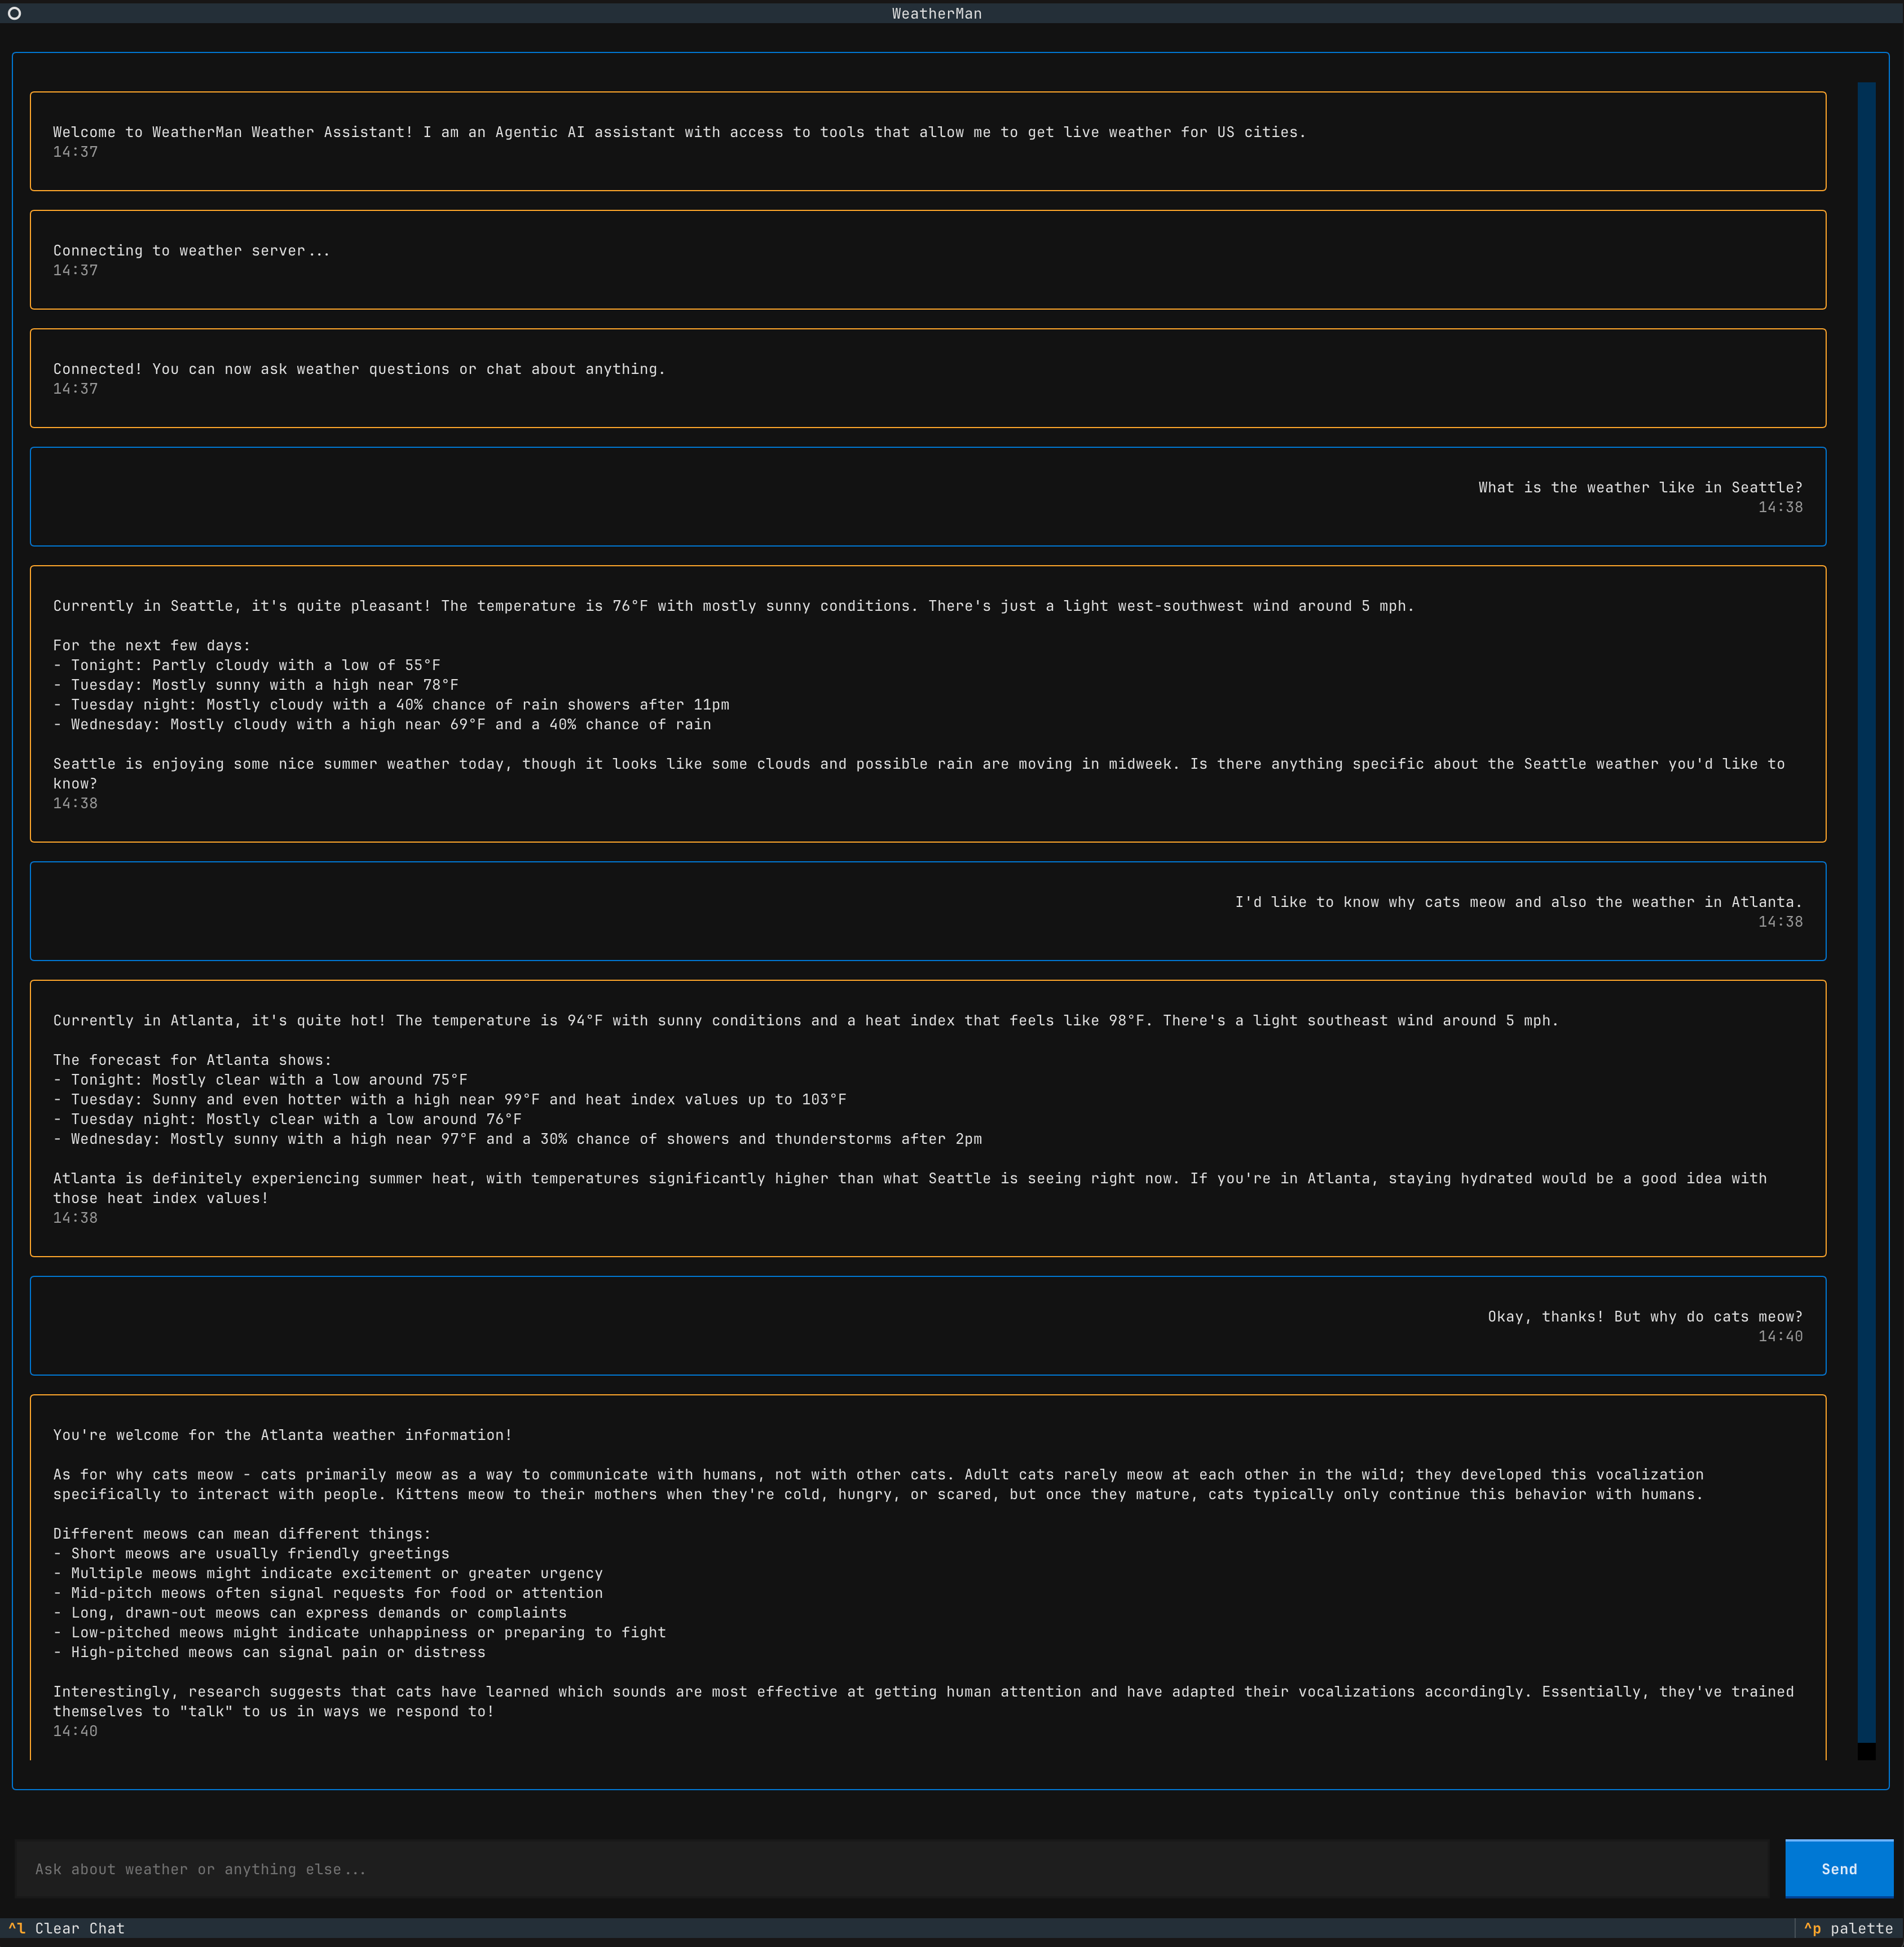 WeatherMan
Welcome to WeatherMan Weather Assistant! I am an Agentic AI assistant with access to tools that allow me to get live weather for US cities.
14:37
Connecting to weather server...
14:37
Connected! You can now ask weather questions or chat about anything.
14:37
What is the weather like in Seattle?
14:38
Currently in Seattle, it's quite pleasant! The temperature is 76°F with mostly sunny conditions. There's just a light west-southwest wind around 5 mph.
For the next few days:
- Tonight: Partly cloudy with a low of 55°F
- Tuesday: Mostly sunny with a high near 78°F
- Tuesday night: Mostly cloudy with a 40% chance of rain showers after 11pm
- Wednesday: Mostly cloudy with a high near 69°F and a 40% chance of rain
Seattle is enjoying some nice summer weather today, though it looks like some clouds and possible rain are moving in midweek. Is there anything specific about the Seattle weather you'd like to
know?
14:38
I'd like to know why cats meow and also the weather in Atlanta.
14:38
Currently in Atlanta, it's quite hot! The temperature is 94°F with sunny conditions and a heat index that feels like 98°F. There's a light southeast wind around 5 mph.
The forecast for Atlanta shows:
- Tonight: Mostly clear with a low around 75°F
- Tuesday: Sunny and even hotter with a high near 99°F and heat index values up to 103°F
- Tuesday night: Mostly clear with a low around 76°F
- Wednesday: Mostly sunny with a high near 97°F and a 30% chance of showers and thunderstorms after 2pm
Atlanta is definitely experiencing summer heat, with temperatures significantly higher than what Seattle is seeing right now. If you're in Atlanta, staying hydrated would be a good idea with
those heat index values!
14:38
Okay, thanks! But why do cats meow?
14:40
You're welcome for the Atlanta weather information!
As for why cats meow - cats primarily meow as a way to communicate with humans, not with other cats. Adult cats rarely meow at each other in the wild; they developed this vocalization
specifically to interact with people. Kittens meow to their mothers when they're cold, hungry, or scared, but once they mature, cats typically only continue this behavior with humans.
Different meows can mean different things:
- Short meows are usually friendly greetings
- Multiple meows might indicate excitement or greater urgency
- Mid-pitch meows often signal requests for food or attention
- Long, drawn-out meows can express demands or complaints
- Low-pitched meows might indicate unhappiness or preparing to fight
- High-pitched meows can signal pain or distress
Interestingly, research suggests that cats have learned which sounds are most effective at getting human attention and have adapted their vocalizations accordingly. Essentially, they've trained
themselves to "talk" to us in ways we respond to!
14:40
Ask about weather or anything else...
Send
^l Clear Chat
^p palette